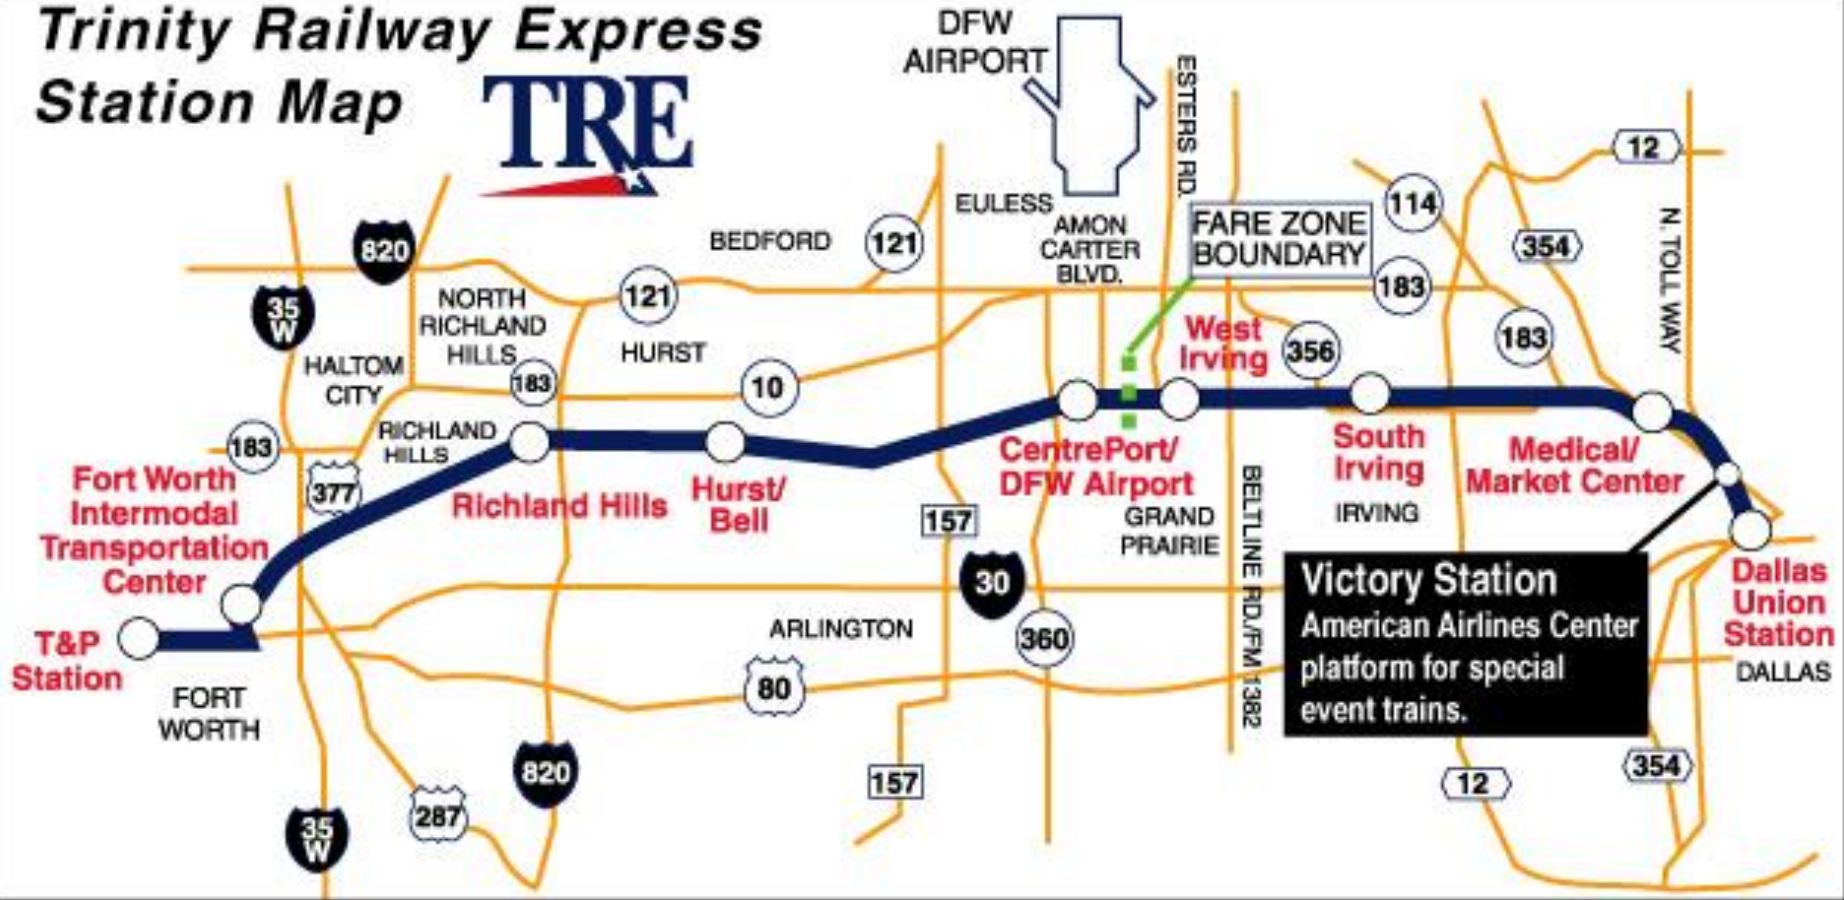 Trinity Railway Express
Station Map
TRE
DFW
AIRPORT
ESTERS RD.
12
114
354
N. TOLL WAY
EULESS
AMON
CARTER
BLVD.
FARE ZONE
BOUNDARY
BEDFORD
121
820
35
W
NORTH
RICHLAND
HILLS
121
183
183
HURST
West
Irving
356
HALTOM
CITY
183
10
183
RICHLAND
HILLS
377
Fort Worth
Intermodal
Transportation
Center
Richland Hills
Hurst/
Bell
CentrePort/
DFW Airport
South
Irving
Medical/
Market Center
157
GRAND
PRAIRIE
BELTLINE RD./FM 1382
IRVING
30
Victory Station
American Airlines Center
platform for special
event trains.
Dallas
Union
Station
DALLAS
T&P
Station
FORT
WORTH
ARLINGTON
360
80
820
157
12
354
287
35
W